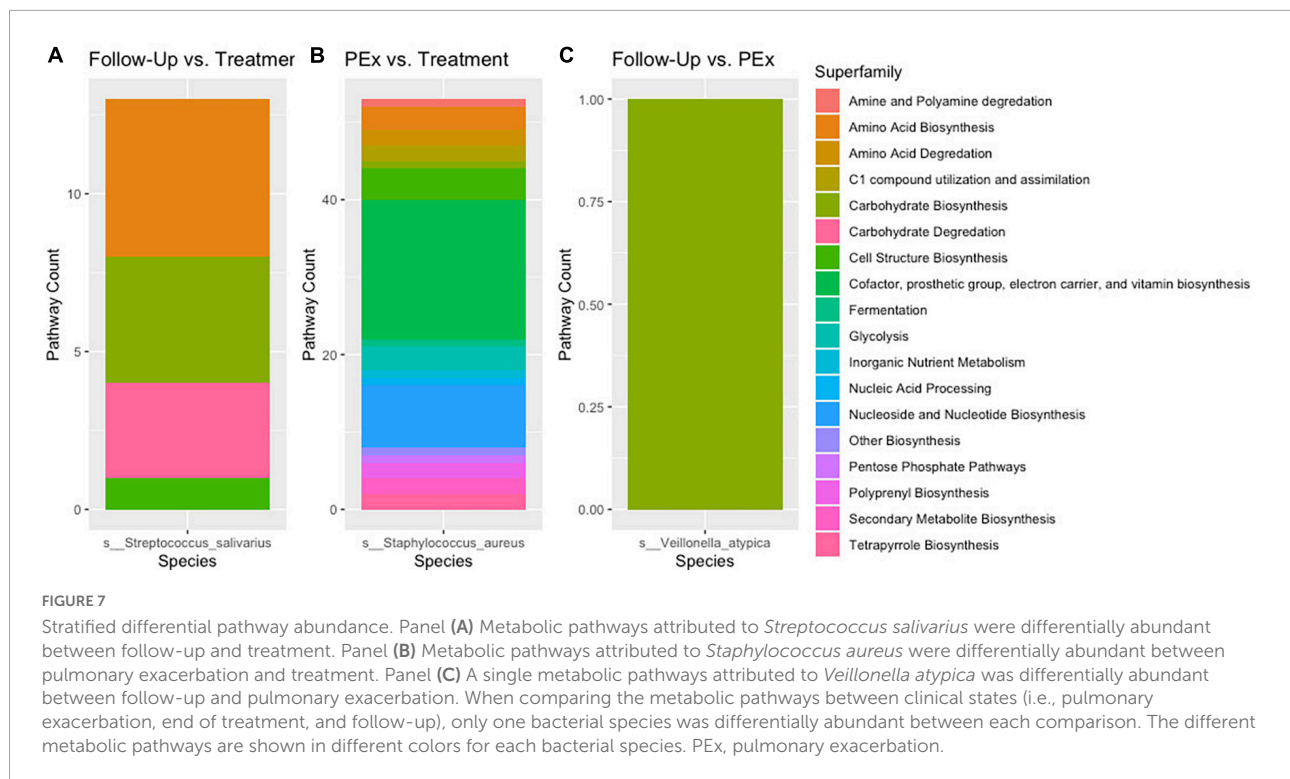 A
Follow-Up vs. Treatmer
B
PEx vs. Treatment
C
Follow-Up vs. PEx
Pathway Count
10
5
0
s__Streptococcus_salivarius
Species
Pathway Count
40
20
0
s__Staphylococcus_aureus
Species
Pathway Count
1.00
0.75
0.50
0.25
0.00
s__Veillonella_atypica
Species
Superfamily
Amine and Polyamine degredation
Amino Acid Biosynthesis
Amino Acid Degredation
C1 compound utilization and assimilation
Carbohydrate Biosynthesis
Carbohydrate Degredation
Cell Structure Biosynthesis
Cofactor, prosthetic group, electron carrier, and vitamin biosynthesis
Fermentation
Glycolysis
Inorganic Nutrient Metabolism
Nucleic Acid Processing
Nucleoside and Nucleotide Biosynthesis
Other Biosynthesis
Pentose Phosphate Pathways
Polyprenyl Biosynthesis
Secondary Metabolite Biosynthesis
Tetrapyrrole Biosynthesis
FIGURE 7
Stratified differential pathway abundance. Panel (A) Metabolic pathways attributed to Streptococcus salivarius were differentially abundant
between follow-up and treatment. Panel (B) Metabolic pathways attributed to Staphylococcus aureus were differentially abundant between
pulmonary exacerbation and treatment. Panel (C) A single metabolic pathways attributed to Veillonella atypica was differentially abundant
between follow-up and pulmonary exacerbation. When comparing the metabolic pathways between clinical states (i.e., pulmonary
exacerbation, end of treatment, and follow-up), only one bacterial species was differentially abundant between each comparison. The different
metabolic pathways are shown in different colors for each bacterial species. PEx, pulmonary exacerbation.